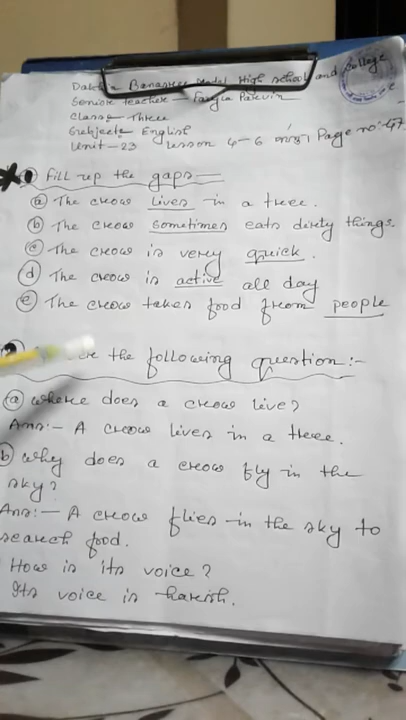 Banasree Model High school and college
Senior teacher — Parvin
Class — Three
Subject: English
Unit-23 Lesson 4-6 Page no:-47
Fill up the gaps—
(a) The crow lives in a tree.
(b) The crow sometimes eats dirty things.
(c) The crow is very quick.
(d) The crow is active all day
(e) The crow takes food from people
the following question:-
(a) where does a crow live?
Ans:- A crow lives in a tree.
b) why does a crow fly in the
sky?
Ans:— A crow flies in the sky to
search food.
How is its voice?
Its voice is harsh.